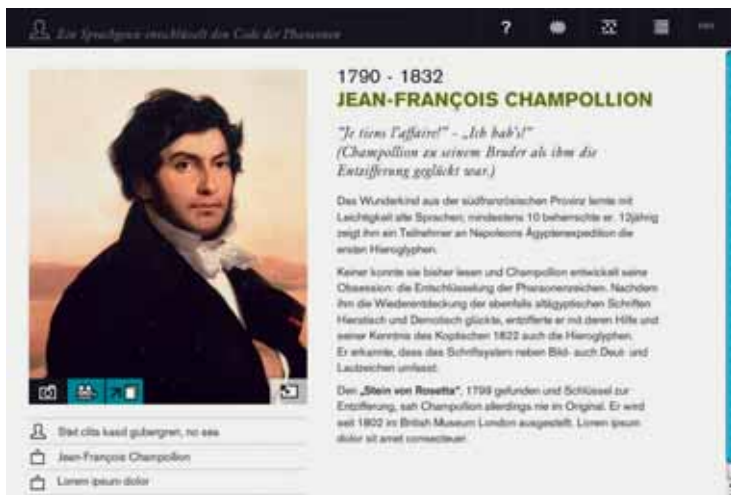 Ein Sprachgenie entschlüsselt den Code der Pharaonen
?
1790 - 1832
JEAN-FRANÇOIS CHAMPOLLION
"Je tiens l'affaire!" – „Ich hab's!"
(Champollion zu seinem Bruder als ihm die
Entzifferung geglückt war.)
Das Wunderkind aus der südfranzösischen Provinz lernte mit
Leichtigkeit alte Sprachen; mindestens 10 beherrschte er. 12jährig
zeigt ihm ein Teilnehmer an Napoleons Ägyptenexpedition die
ersten Hieroglyphen.
Keiner konnte sie bisher lesen und Champollion entwickelt seine
Obsession: die Entschlüsselung der Pharaonenzeichen. Nachdem
ihm die Wiederentdeckung der ebenfalls altägyptischen Schriften
Hieratisch und Demotisch glückte, entzifferte er mit deren Hilfe und
seiner Kenntnis des Koptischen 1822 auch die Hieroglyphen.
Er erkannte, dass das Schriftsystem neben Bild- auch Deut- und
Lautzeichen umfasst.
Den „Stein von Rosetta", 1799 gefunden und Schlüssel zur
Entzifferung, sah Champollion allerdings nie im Original. Er wird
seit 1802 im British Museum London ausgestellt. Lorem ipsum
dolor sit amet consecteuer.
Stet clita kasd gubergren, no sea
Jean-François Champollion
Lorem ipsum dolor